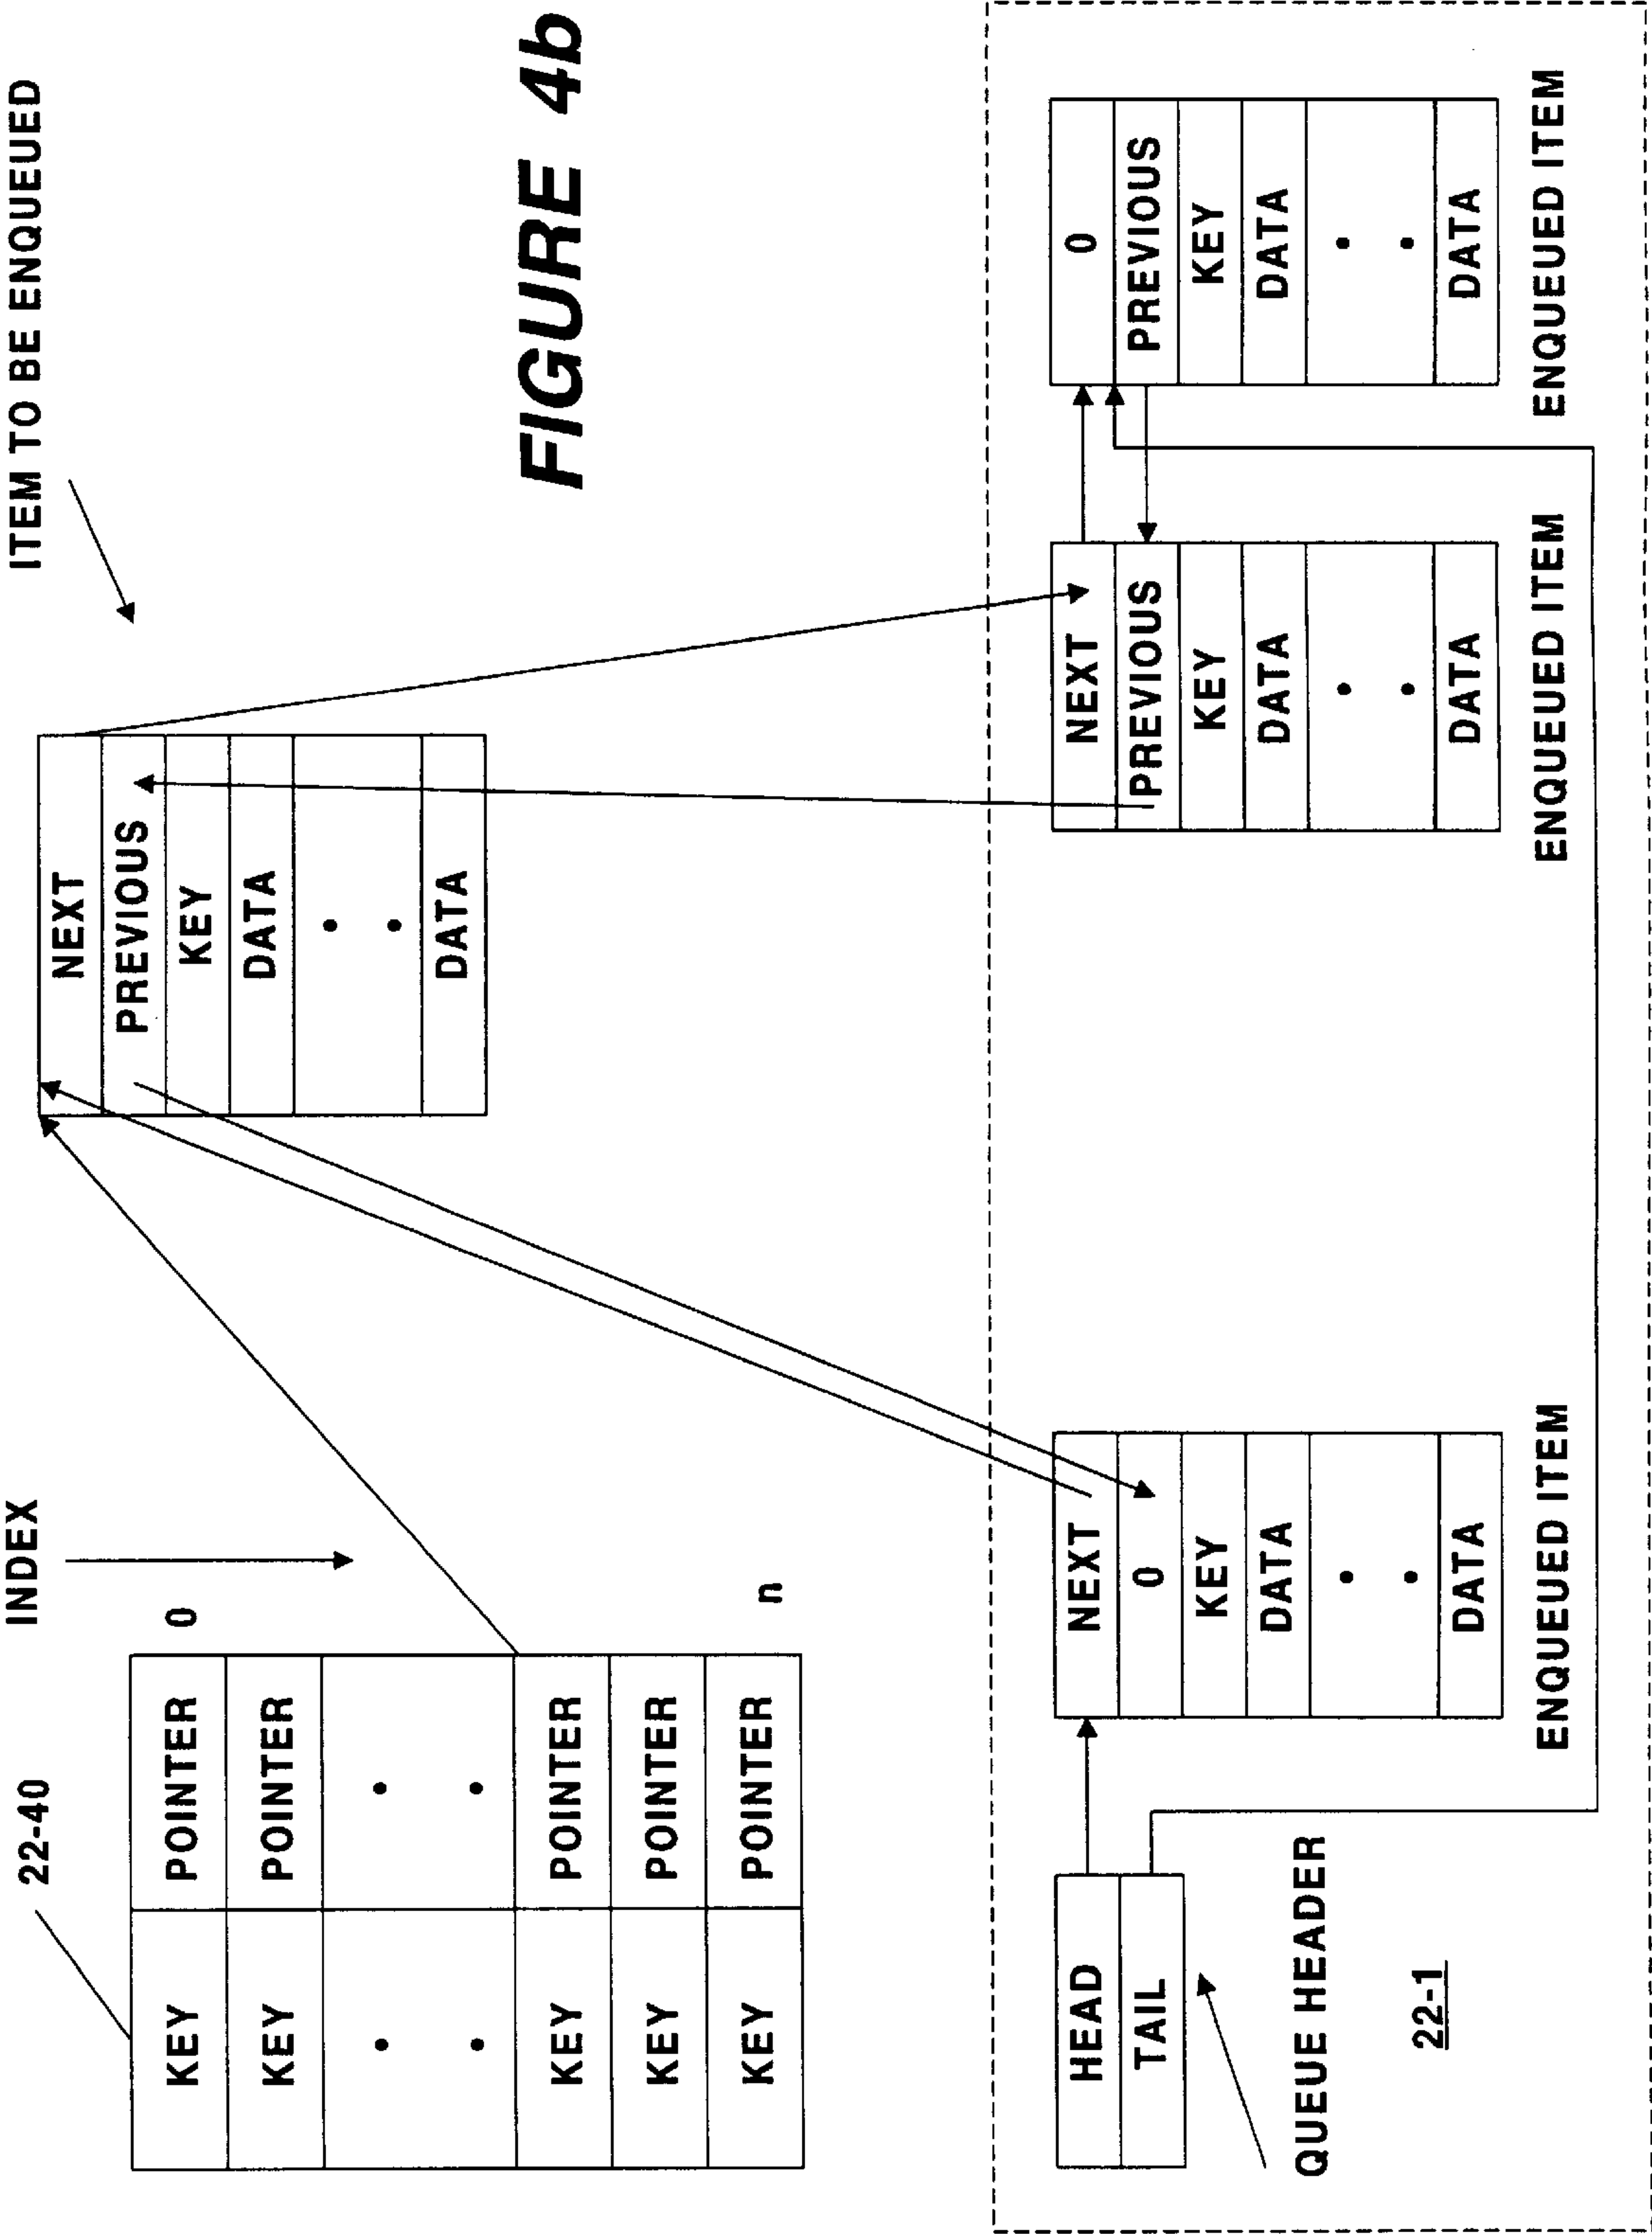 22-40
INDEX
ITEM TO BE ENQUEUED
KEY POINTER 0
KEY POINTER
• •
• •
KEY POINTER
KEY POINTER
KEY POINTER n
NEXT
PREVIOUS
KEY
DATA
•
•
DATA
FIGURE 4b
HEAD
TAIL
QUEUE HEADER
22-1
NEXT
0
KEY
DATA
•
•
DATA
ENQUEUED ITEM
NEXT
PREVIOUS
KEY
DATA
•
•
DATA
ENQUEUED ITEM
0
PREVIOUS
KEY
DATA
•
•
DATA
ENQUEUED ITEM